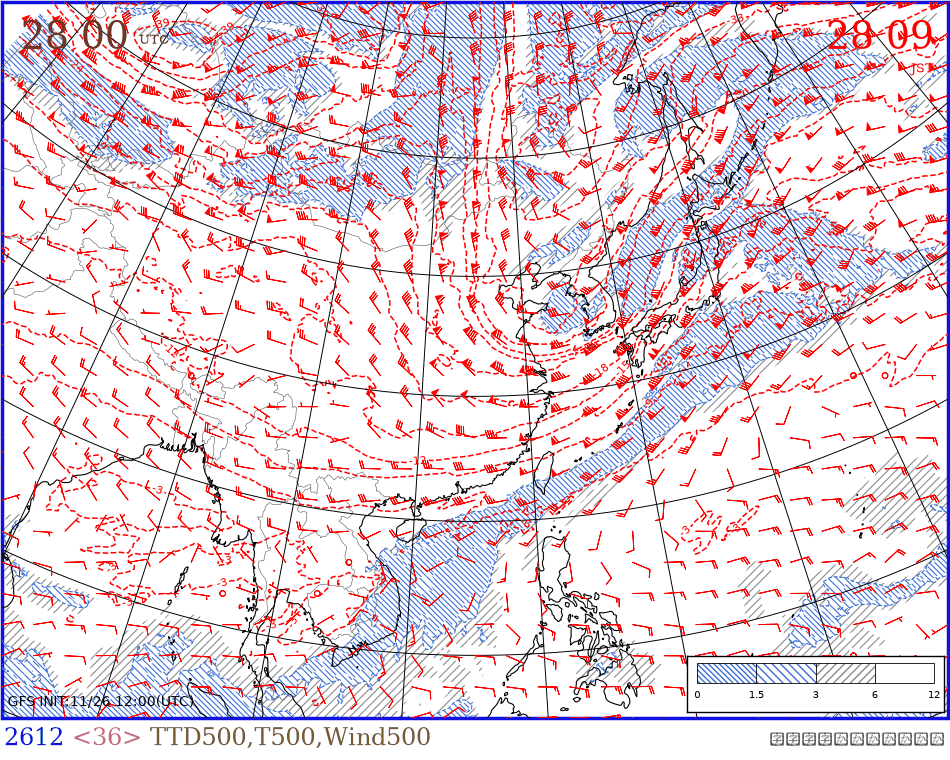 28 00 UTC
28 09
JST
GFS INIT:11/26 12:00(UTC)
0 1.5 3 6 12
2612 <36> TTD500,T500,Wind500